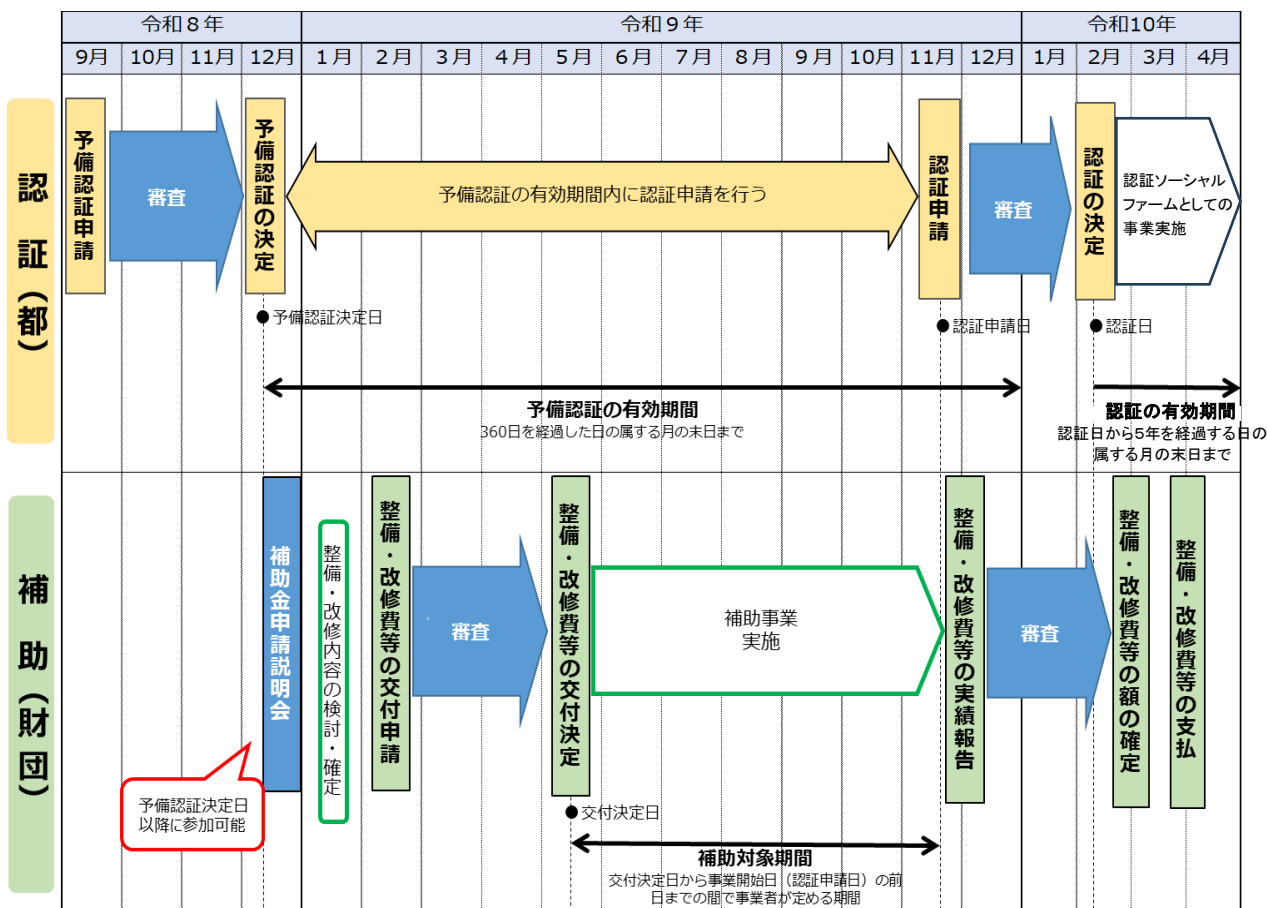 令和８年
令和９年
令和10年
9月
10月
11月
12月
１月
２月
３月
４月
５月
６月
７月
８月
９月
10月
11月
12月
1月
2月
3月
4月
認証（都）
予備認証申請
審査
予備認証の決定
予備認証の有効期間内に認証申請を行う
認証申請
審査
認証の決定
認証ソーシャル
ファームとしての
事業実施
●予備認証決定日
●認証申請日
●認証日
予備認証の有効期間
360日を経過した日の属する月の末日まで
認証の有効期間
認証日から5年を経過する日の
属する月の末日まで
補助（財団）
補助金申請説明会
予備認証決定日
以降に参加可能
整備・改修内容の検討・確定
整備・改修費等の交付申請
審査
整備・改修費等の交付決定
補助事業
実施
整備・改修費等の実績報告
審査
整備・改修費等の額の確定
整備・改修費等の支払
●交付決定日
補助対象期間
交付決定日から事業開始日（認証申請日）の前
日までの間で事業者が定める期間